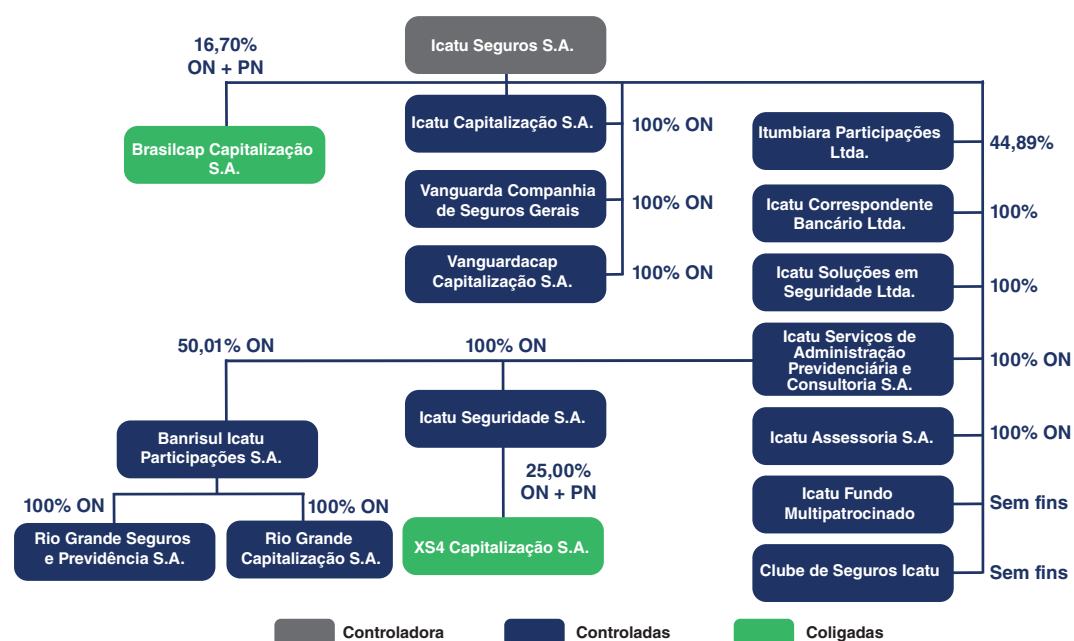 Icatu Seguros S.A.
16,70%
ON + PN
Brasilcap Capitalização
S.A.
Icatu Capitalização S.A.
100% ON
Vanguarda Companhia
de Seguros Gerais
100% ON
Vanguardacap
Capitalização S.A.
100% ON
Itumbiara Participações
Ltda.
44,89%
Icatu Correspondente
Bancário Ltda.
100%
Icatu Soluções em
Seguridade Ltda.
100%
Icatu Serviços de
Administração
Previdenciária e
Consultoria S.A.
100% ON
50,01% ON
100% ON
Icatu Seguridade S.A.
Icatu Assessoria S.A.
100% ON
Banrisul Icatu
Participações S.A.
25,00%
ON + PN
Icatu Fundo
Multipatrocinado
Sem fins
100% ON
100% ON
Rio Grande Seguros
e Previdência S.A.
Rio Grande
Capitalização S.A.
XS4 Capitalização S.A.
Clube de Seguros Icatu
Sem fins
Controladora
Controladas
Coligadas